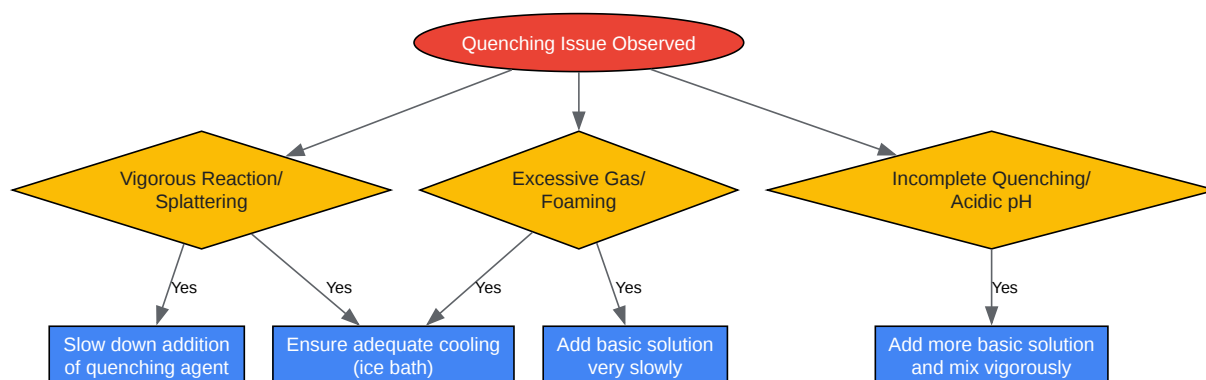 Quenching Issue Observed
Vigorous Reaction/
Splattering
Excessive Gas/
Foaming
Incomplete Quenching/
Acidic pH
Yes
Yes
Yes
Yes
Yes
Slow down addition
of quenching agent
Ensure adequate cooling
(ice bath)
Add basic solution
very slowly
Add more basic solution
and mix vigorously